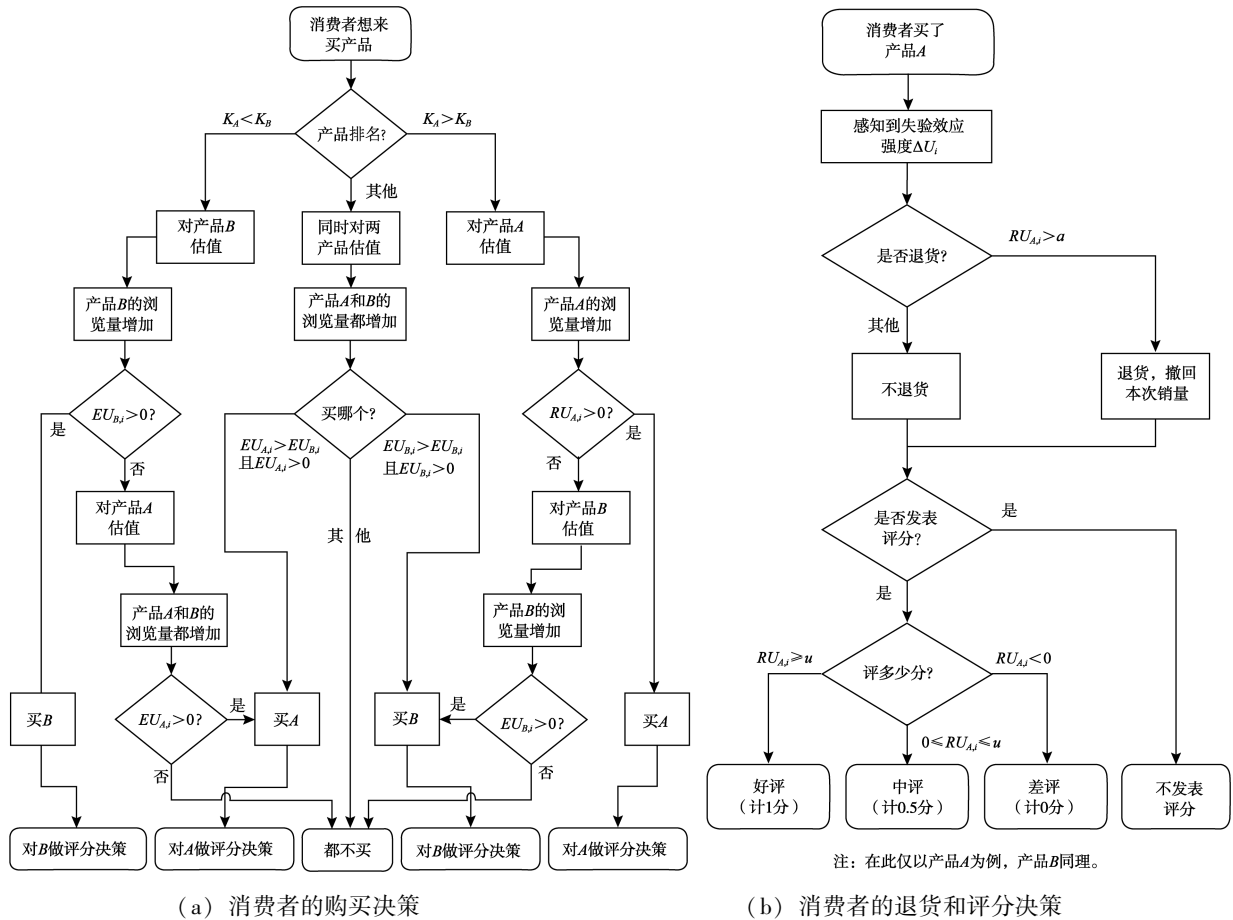 消费者想来
买产品
K_A<K_B
产品排名?
K_A>K_B
其他
对产品B
估值
同时对两
产品估值
对产品A
估值
产品B的浏
览量增加
产品A和B的
浏览量都增加
产品A的浏
览量增加
EU_{B,i}>0?
是
否
买哪个?
EU_{A,i}>EU_{B,i}
且EU_{A,i}>0
EU_{B,i}>EU_{B,i}
且EU_{B,i}>0
RU_{A,i}>0?
是
否
对产品A
估值
其 他
对产品B
估值
产品A和B的
浏览量都增加
产品B的浏
览量增加
买B
EU_{A,i}>0?
是
否
买A
买B
是
EU_{B,i}>0?
否
买A
对B做评分决策
对A做评分决策
都不买
对B做评分决策
对A做评分决策
(a) 消费者的购买决策
消费者买了
产品A
感知到失验效应
强度ΔU_i
是否退货?
RU_{A,i}>a
其他
不退货
退货，撤回
本次销量
是否发表
评分?
是
是
RU_{A,i}≥u
评多少分?
RU_{A,i}<0
0≤RU_{A,i}≤u
好评
（计1分）
中评
（计0.5分）
差评
（计0分）
不发表
评分
注：在此仅以产品A为例，产品B同理。
(b) 消费者的退货和评分决策